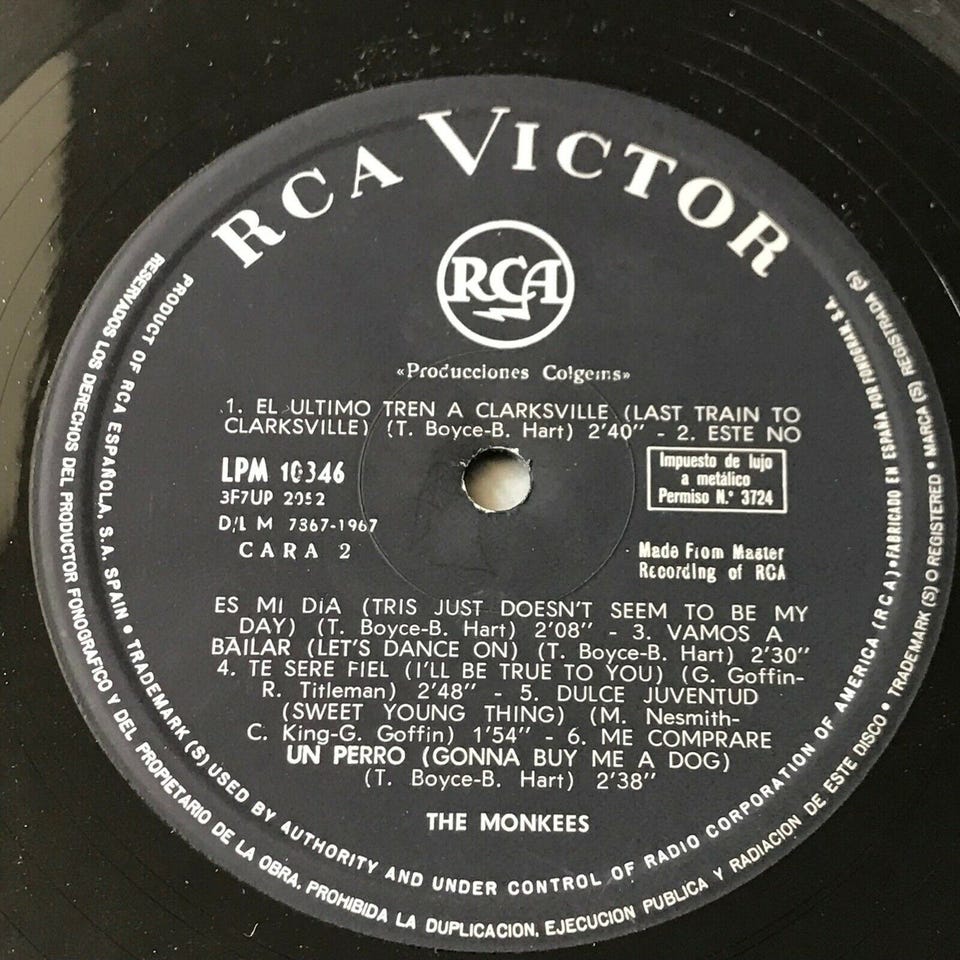 RCA VICTOR
RCA
«Producciones Colgems»
1. EL ULTIMO TREN A CLARKSVILLE (LAST TRAIN TO
CLARKSVILLE) (T. Boyce-B. Hart) 2'40" - 2. ESTE NO
LPM 10346
3F7UP 2952
D/L M 7367-1967
CARA 2
Impuesto de lujo
a metálico
Permiso N.° 3724
Made From Master
Recording of RCA
ES MI DIA (TRIS JUST DOESN'T SEEM TO BE MY
DAY) (T. Boyce-B. Hart) 2'08" - 3. VAMOS A
BAILAR (LET'S DANCE ON) (T. Boyce-B. Hart) 2'30"
4. TE SERE FIEL (I'LL BE TRUE TO YOU) (G. Goffin-
R. Titleman) 2'48" - 5. DULCE JUVENTUD
(SWEET YOUNG THING) (M. Nesmith-
C. King-G. Goffin) 1'54" - 6. ME COMPRARE
UN PERRO (GONNA BUY ME A DOG)
(T. Boyce-B. Hart) 2'38"
THE MONKEES
PRODUCT OF RCA ESPAÑOLA, S.A. SPAIN • TRADEMARK (S) USED BY AUTHORITY AND UNDER CONTROL OF RADIO CORPORATION OF AMERICA (RCA) • FABRICADO EN ESPAÑA POR FONOGRAM, S.A.
RESERVADOS LOS DERECHOS DEL PRODUCTOR FONOGRAFICO Y DEL PROPIETARIO DE LA OBRA. PROHIBIDA LA DUPLICACION, EJECUCION PUBLICA Y RADIACION DE ESTE DISCO • TRADEMARK (S) O REGISTERED • MARCA (S) REGISTRADA (S)